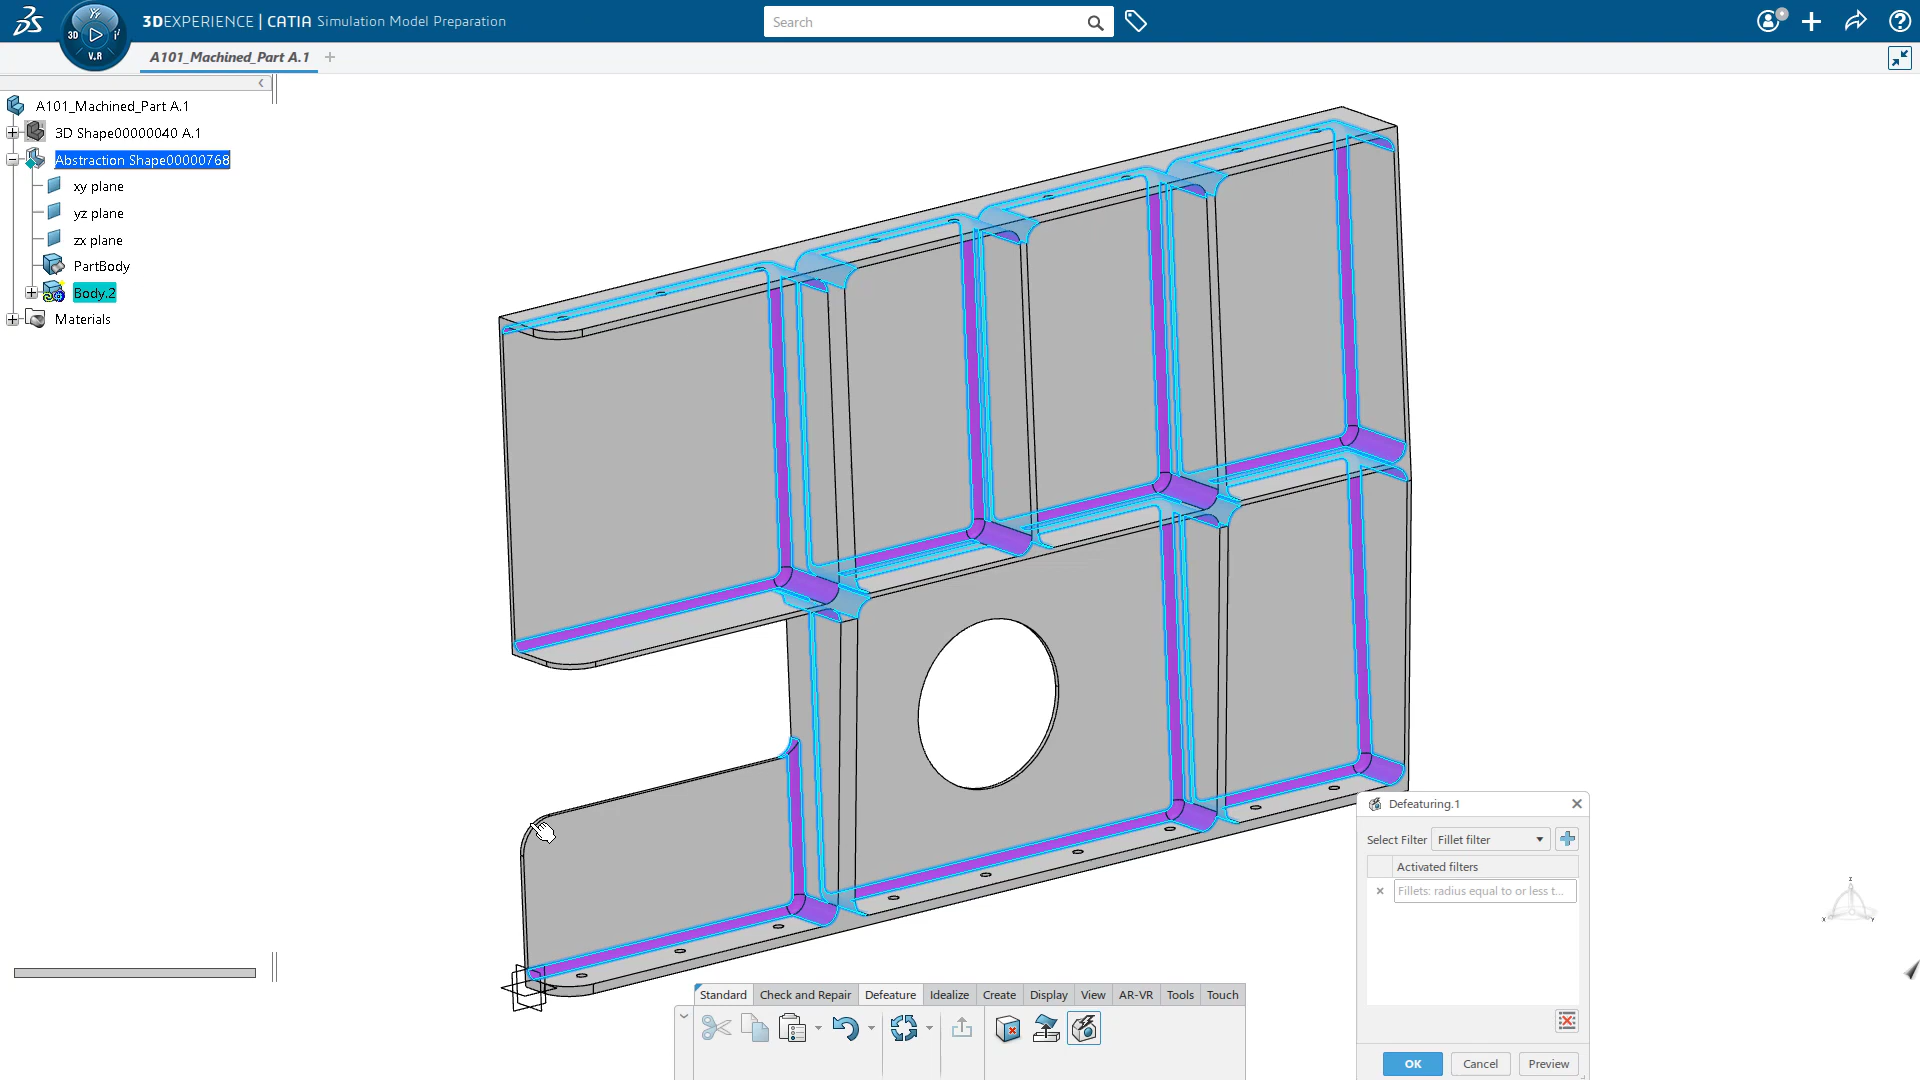 3DEXPERIENCE | CATIA Simulation Model Preparation
Search
3D
V.R
A101_Machined_Part A.1
A101_Machined_Part A.1
3D Shape00000040 A.1
Abstraction Shape00000768
xy plane
yz plane
zx plane
PartBody
Body.2
Materials
Defeaturing.1
Select Filter Fillet filter
Activated filters
Fillets: radius equal to or less t...
OK Cancel Preview
Standard Check and Repair Defeature Idealize Create Display View AR-VR Tools Touch